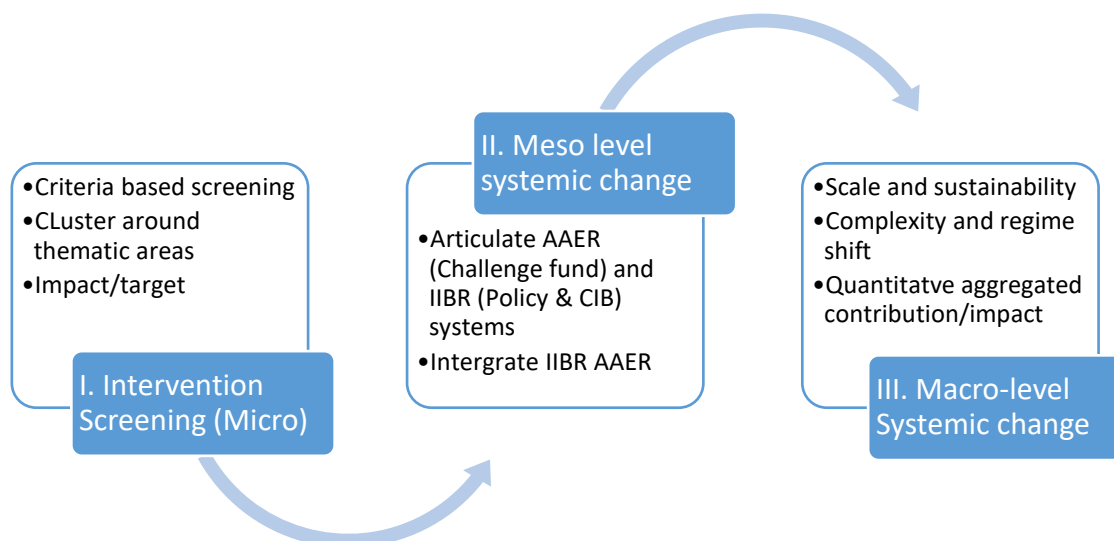 •Criteria based screening
•CLuster around
thematic areas
•Impact/target
I. Intervention
Screening (Micro)
II. Meso level
systemic change
•Articulate AAER
(Challenge fund) and
IIBR (Policy & CIB)
systems
•Intergrate IIBR AAER
•Scale and sustainability
•Complexity and regime
shift
•Quantitatve aggregated
contribution/impact
III. Macro-level
Systemic change